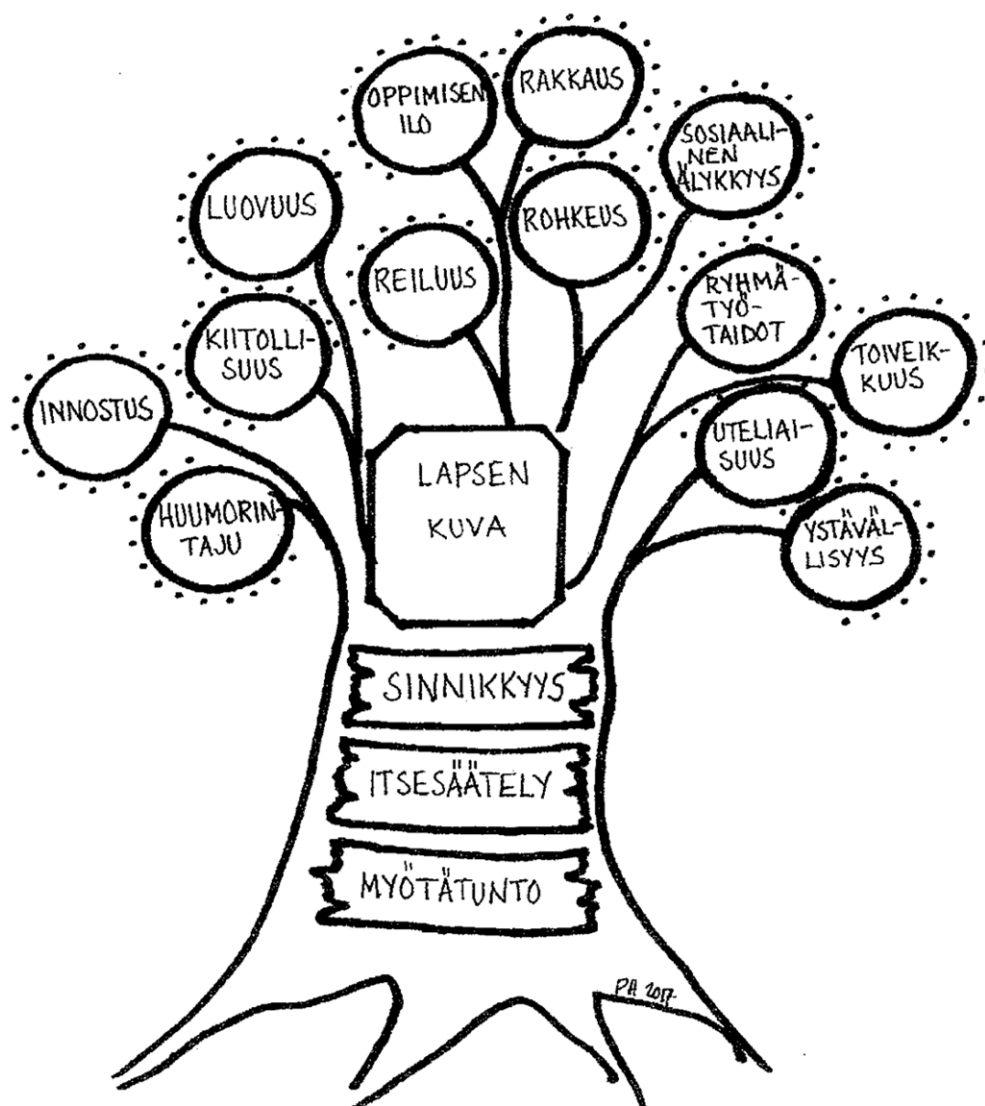 OPPIMISEN
ILO
RAKKAUS
SOSIAALI-
NEN
ÄLYKKYYS
LUOVUUS
ROHKEUS
REILUUS
RYHMÄ-
TYÖ-
TAIDOT
KIITOLLI-
SUUS
TOIVEIK-
KUUS
INNOSTUS
UTELIAI-
SUUS
HUUMORIN-
TAJU
YSTÄVÄL-
LISYYS
LAPSEN
KUVA
SINNIKKYYS
ITSESÄÄTELY
MYÖTÄTUNTO
PH 2017